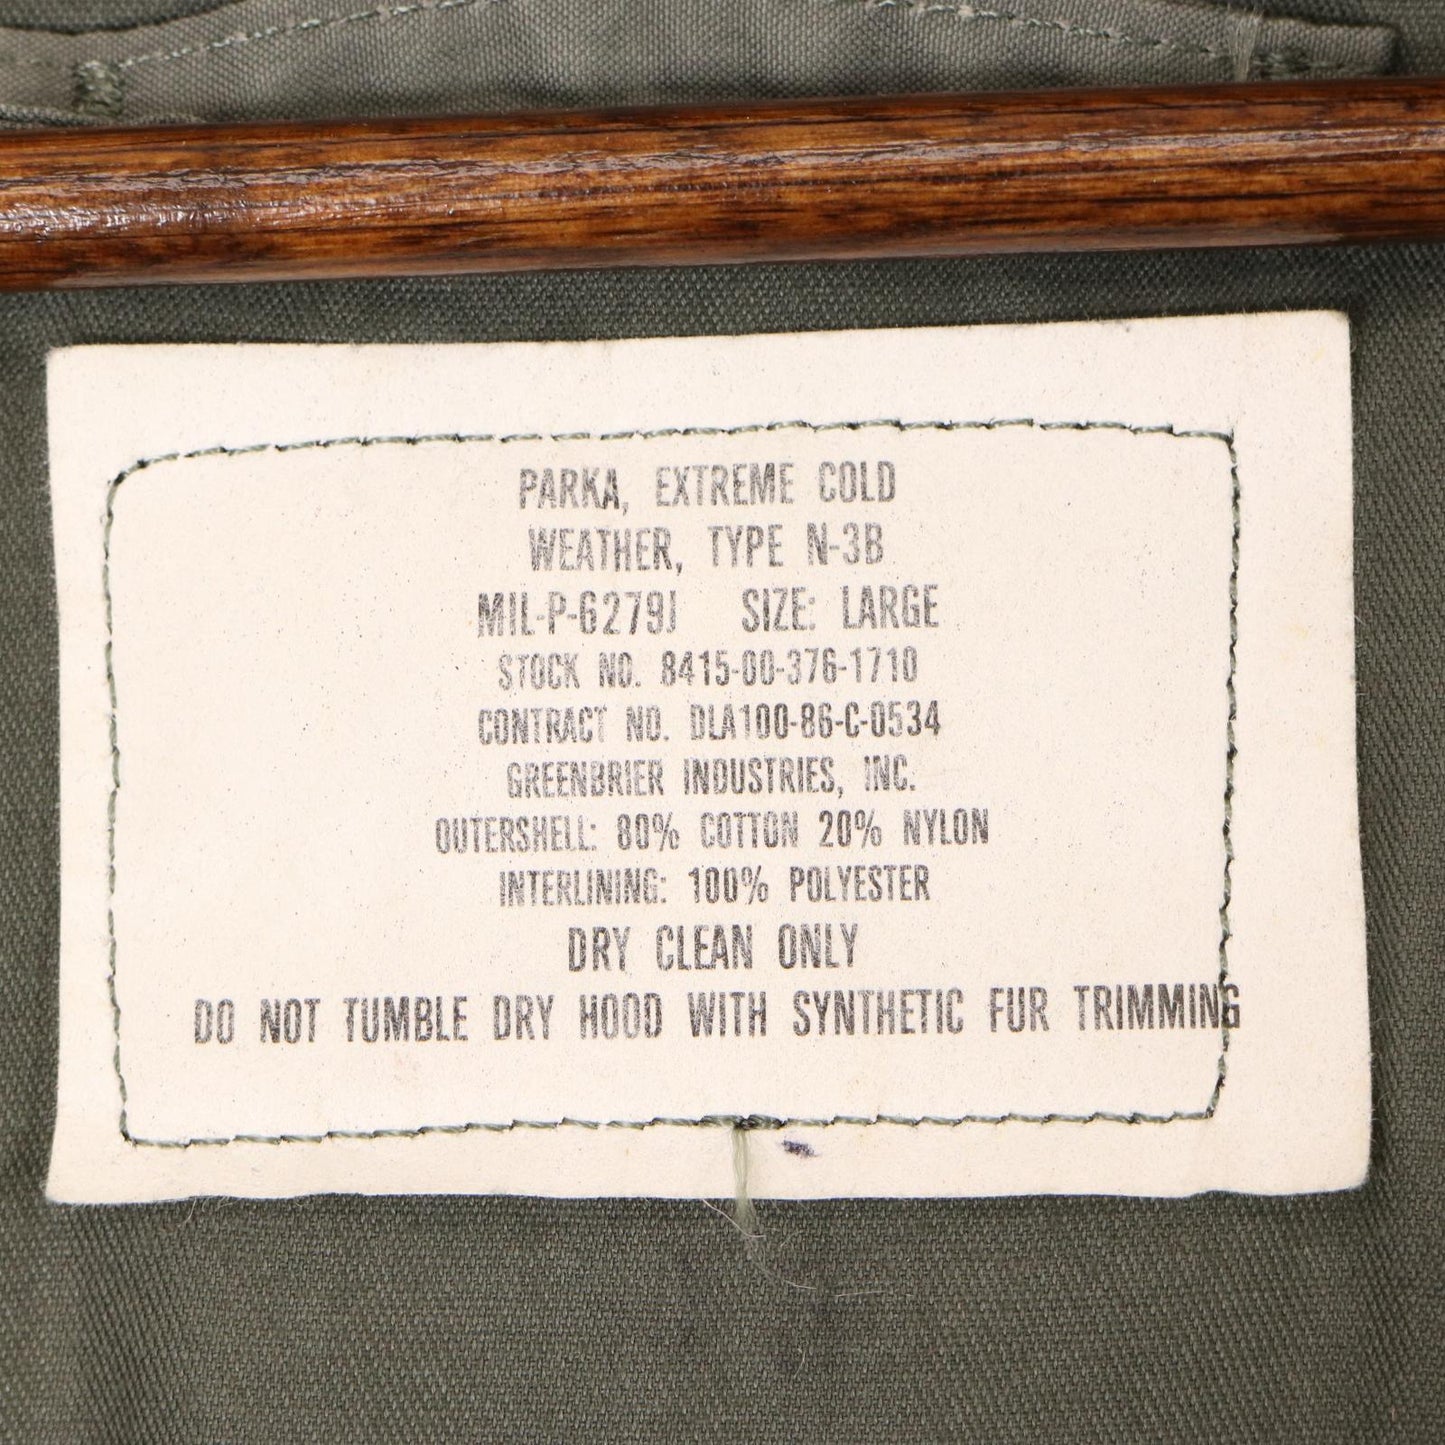 PARKA, EXTREME COLD
WEATHER, TYPE N-3B
MIL-P-6279J SIZE: LARGE
STOCK NO. 8415-00-376-1710
CONTRACT NO. DLA100-86-C-0534
GREENBRIER INDUSTRIES, INC.
OUTERSHELL: 80% COTTON 20% NYLON
INTERLINING: 100% POLYESTER
DRY CLEAN ONLY
DO NOT TUMBLE DRY HOOD WITH SYNTHETIC FUR TRIMMING